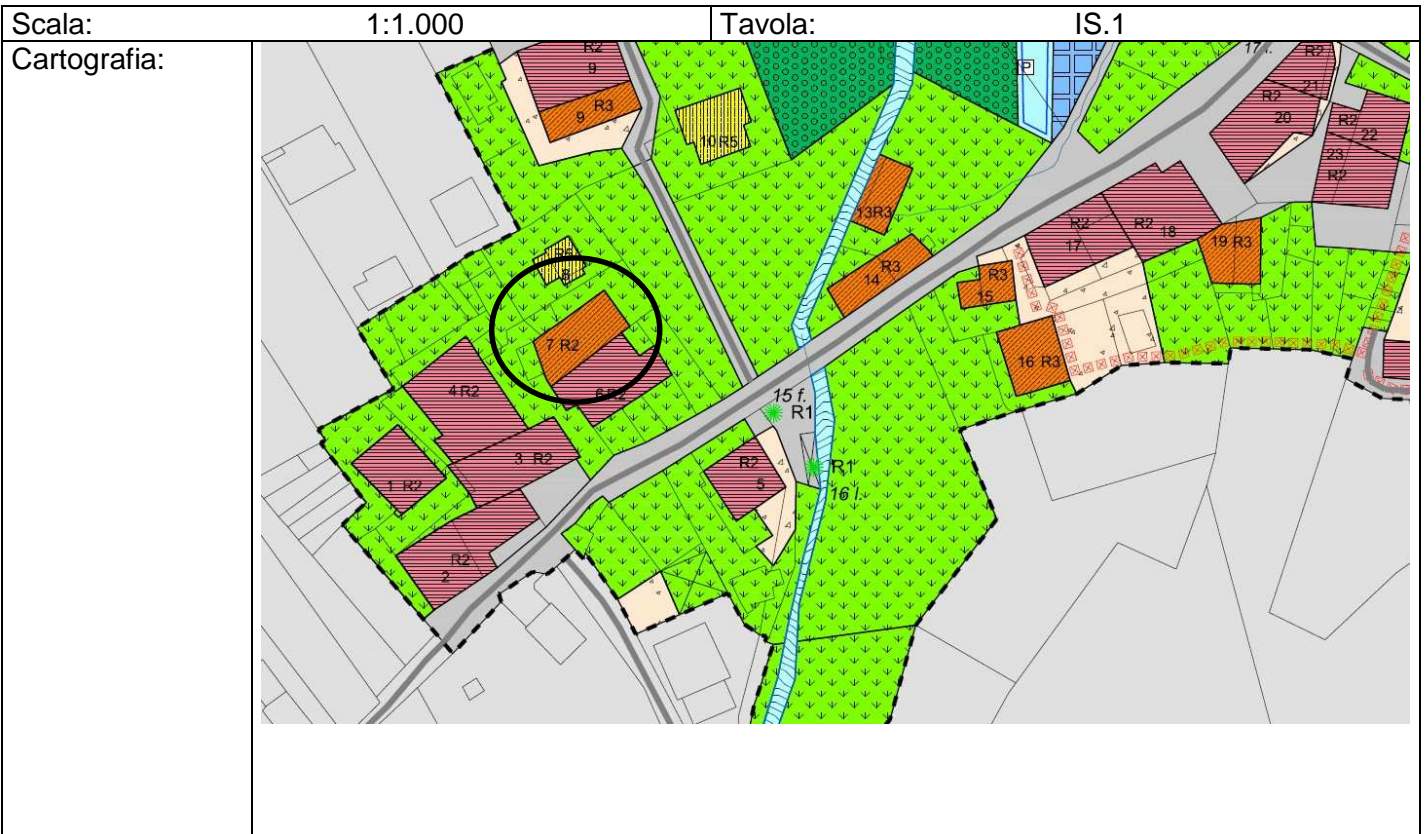 Scala: 1:1.000 Tavola: IS.1
Cartografia:
R2
9
R3
9
10 R5
P
17 f.
R2
21
R2
20
R2
22
23
R2
13R3
R2
17
R2
18
19 R3
8
R3
14
R3
15
7 R2
16 R3
4 R2
6 R2
15 f.
R1
3 R2
R2
5
R1
16 f.
1 R2
R2
2